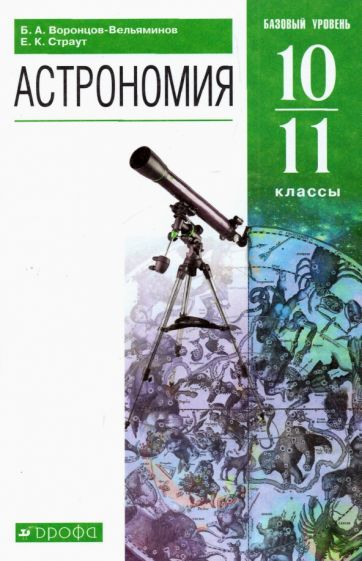 Б. А. Воронцов-Вельяминов
Е. К. Страут
БАЗОВЫЙ УРОВЕНЬ
АСТРОНОМИЯ
10
11
классы
дрофа